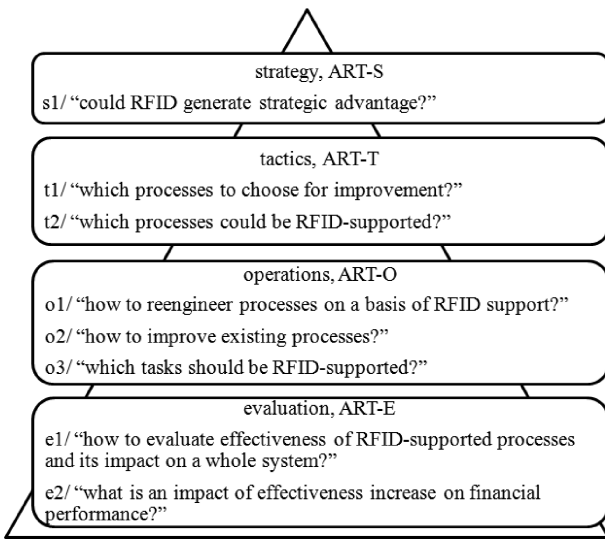 strategy, ART-S
s1/ “could RFID generate strategic advantage?”
tactics, ART-T
t1/ “which processes to choose for improvement?”
t2/ “which processes could be RFID-supported?”
operations, ART-O
o1/ “how to reengineer processes on a basis of RFID support?”
o2/ “how to improve existing processes?”
o3/ “which tasks should be RFID-supported?”
evaluation, ART-E
e1/ “how to evaluate effectiveness of RFID-supported processes
and its impact on a whole system?”
e2/ “what is an impact of effectiveness increase on financial
performance?”